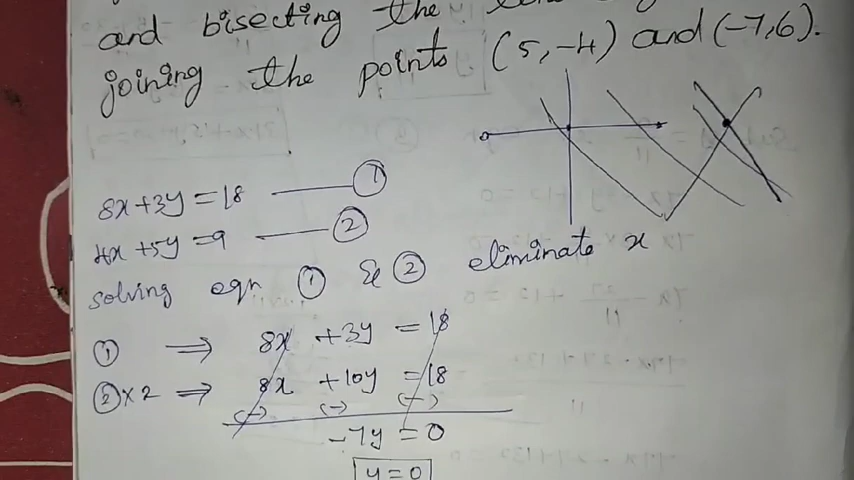 and bisecting the line
joining the points (5,-4) and (-7,6).
8x+3y=18 ——— ①
4x+5y=9 ——— ②
solving eqn ① & ② eliminate x
① ⇒ 8x +3y =18
②×2 ⇒ 8x +10y =18
(-) (-) (-)
-7y = 0
y=0